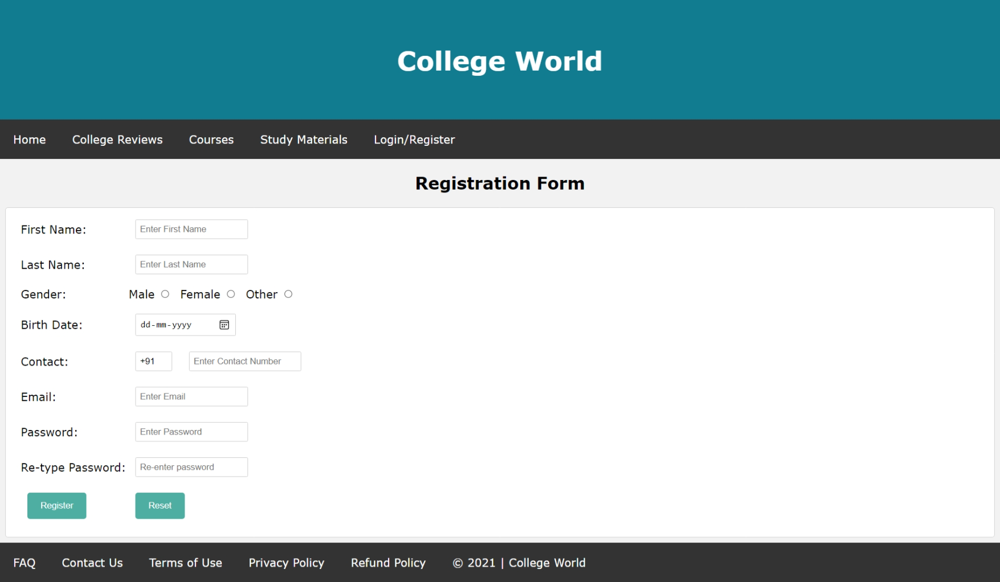 College World
Home College Reviews Courses Study Materials Login/Register
Registration Form
First Name: Enter First Name
Last Name: Enter Last Name
Gender: Male Female Other
Birth Date: dd-mm-yyyy
Contact: +91 Enter Contact Number
Email: Enter Email
Password: Enter Password
Re-type Password: Re-enter password
Register Reset
FAQ Contact Us Terms of Use Privacy Policy Refund Policy © 2021 | College World